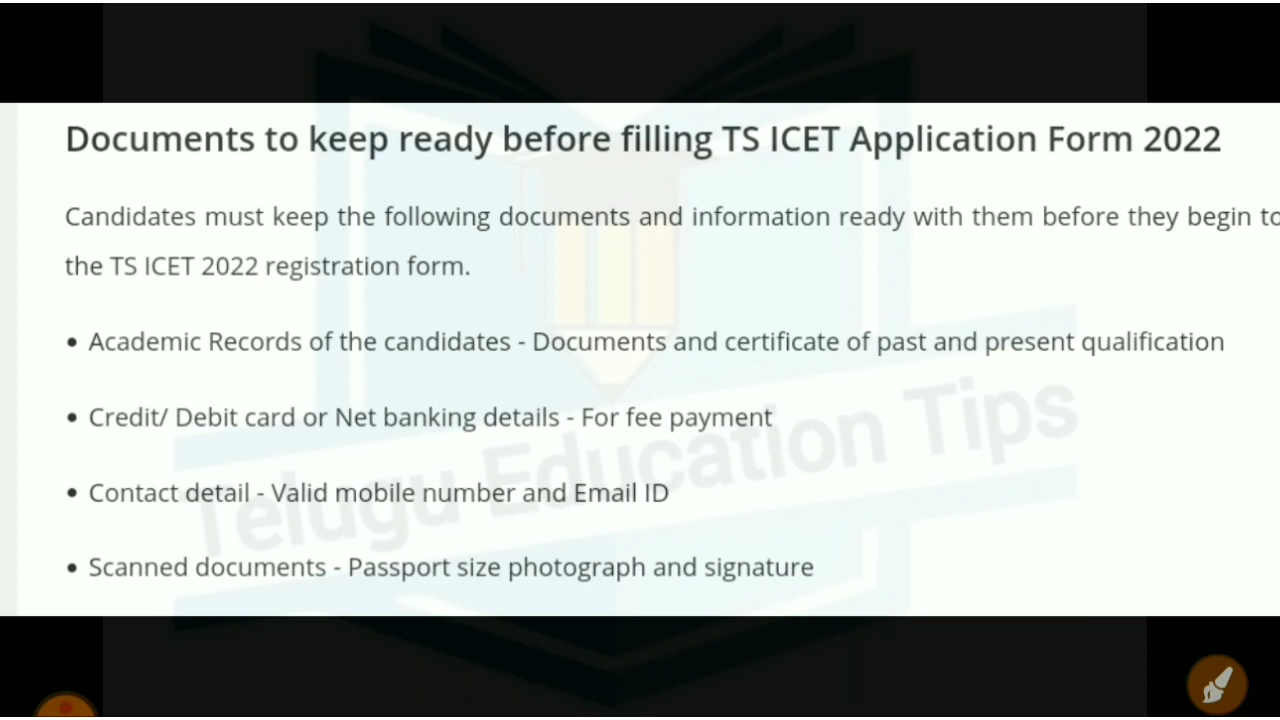 Documents to keep ready before filling TS ICET Application Form 2022
Candidates must keep the following documents and information ready with them before they begin to
the TS ICET 2022 registration form.
• Academic Records of the candidates - Documents and certificate of past and present qualification
• Credit/ Debit card or Net banking details - For fee payment
• Contact detail - Valid mobile number and Email ID
• Scanned documents - Passport size photograph and signature
Telugu Education Tips